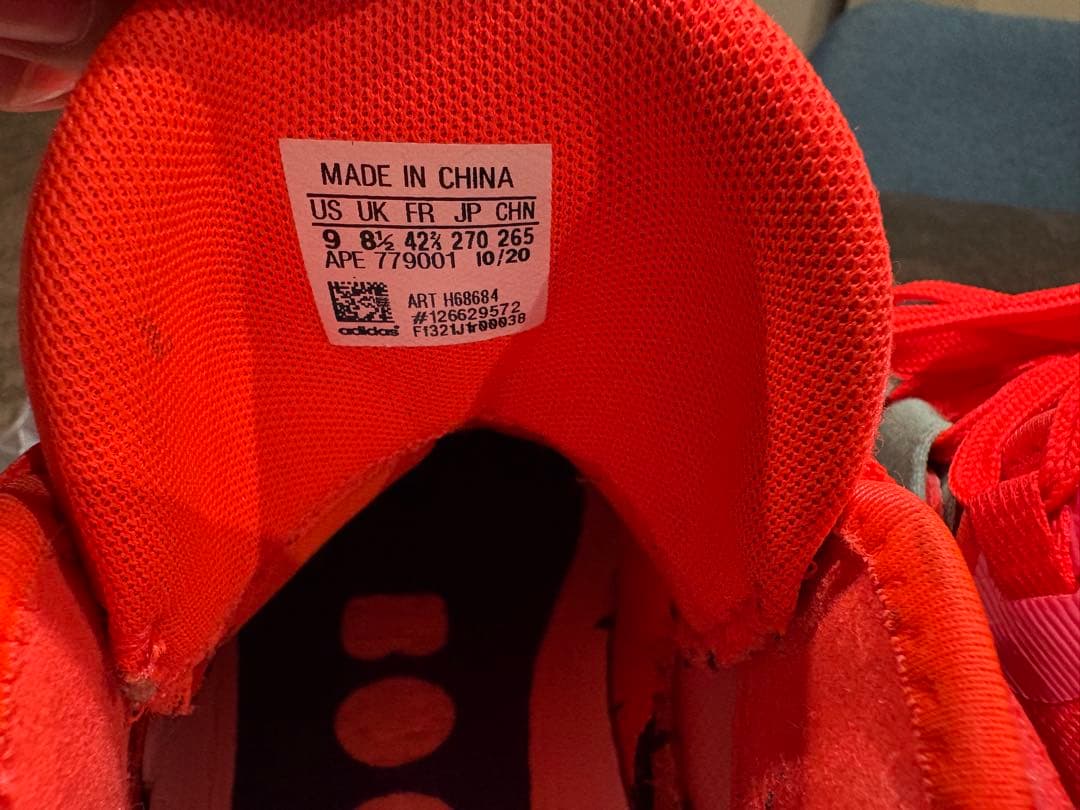 MADE IN CHINA
US UK FR JP CHN
9 8½ 42⅔ 270 265
APE 779001 10/20
ART H68684
#126629572
adidas